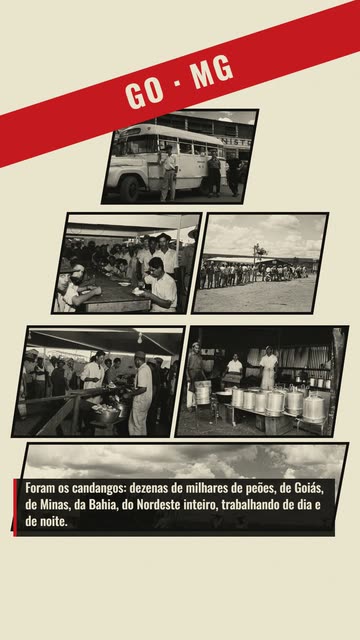 GO · MG
NISTÓ
Foram os candangos: dezenas de milhares de peões, de Goiás,
de Minas, da Bahia, do Nordeste inteiro, trabalhando de dia e
de noite.